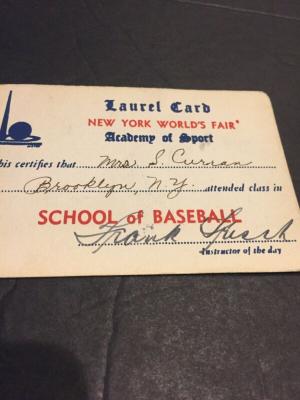 Laurel Card
NEW YORK WORLD'S FAIR*
Academy of Sport
his certifies that Mrs. S Curran
Brooklyn, N.Y. attended class in
SCHOOL of BASEBALL
Frank Frisch
Instructor of the day